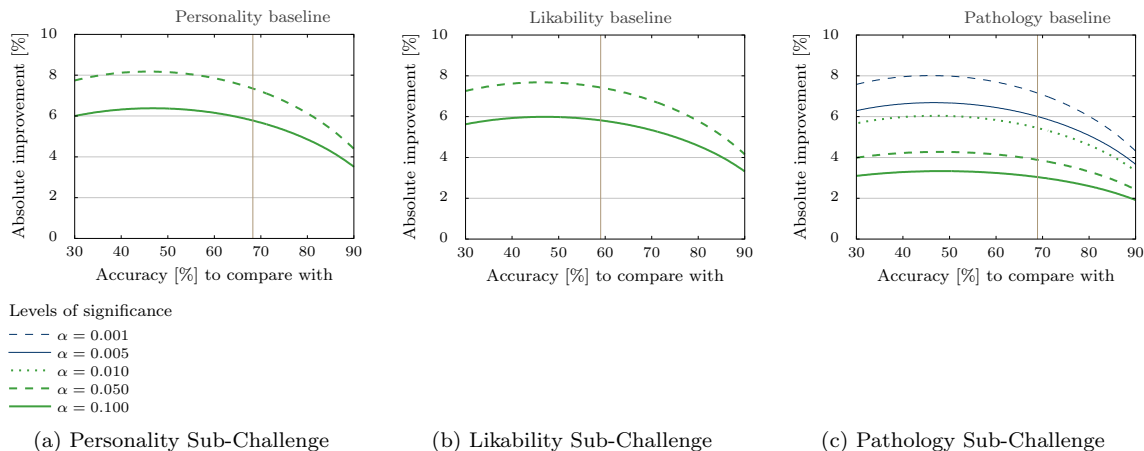 Personality baseline
Absolute improvement [%]
10
8
6
4
2
0
30 40 50 60 70 80 90
Accuracy [%] to compare with
Likability baseline
Absolute improvement [%]
10
8
6
4
2
0
30 40 50 60 70 80 90
Accuracy [%] to compare with
Pathology baseline
Absolute improvement [%]
10
8
6
4
2
0
30 40 50 60 70 80 90
Accuracy [%] to compare with
Levels of significance
α = 0.001
α = 0.005
α = 0.010
α = 0.050
α = 0.100
(a) Personality Sub-Challenge
(b) Likability Sub-Challenge
(c) Pathology Sub-Challenge